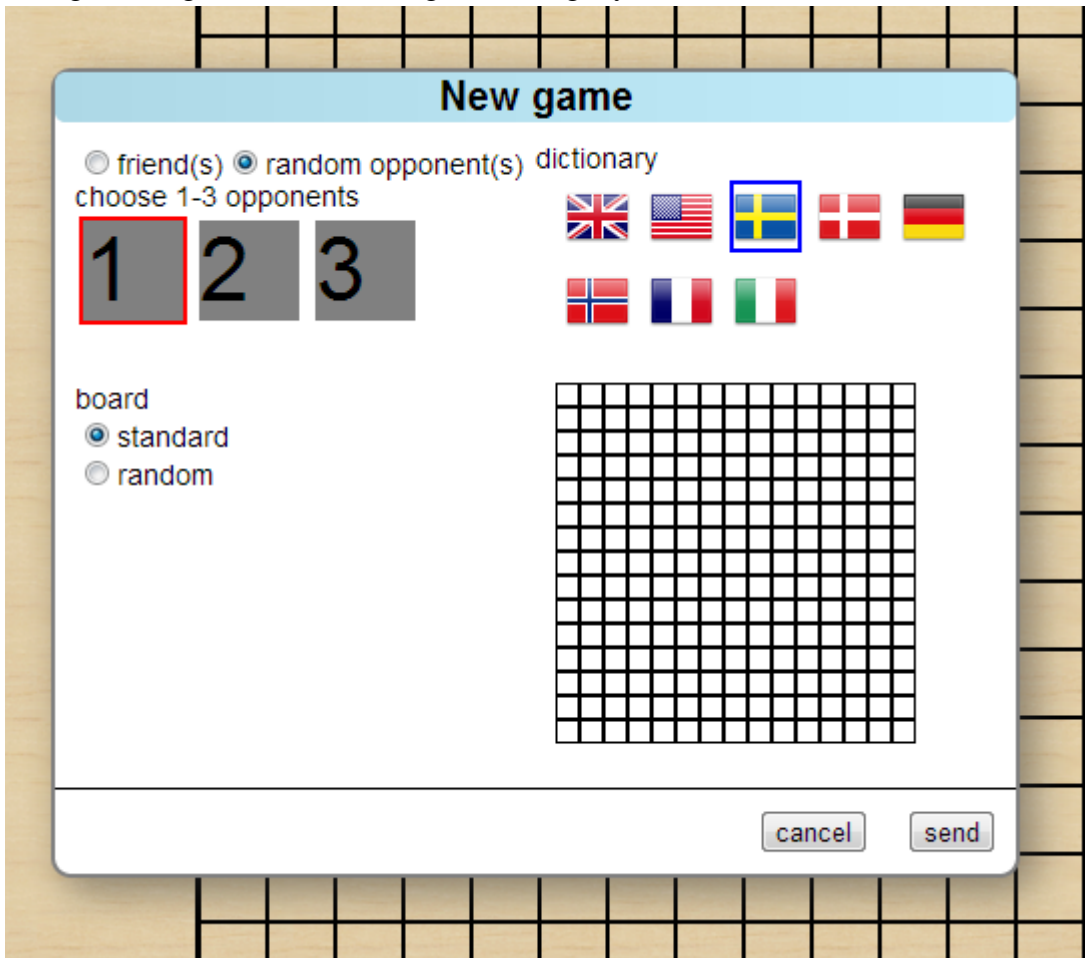 New game
friend(s) random opponent(s)
choose 1-3 opponents
1 2 3
dictionary
board
standard
random
cancel send